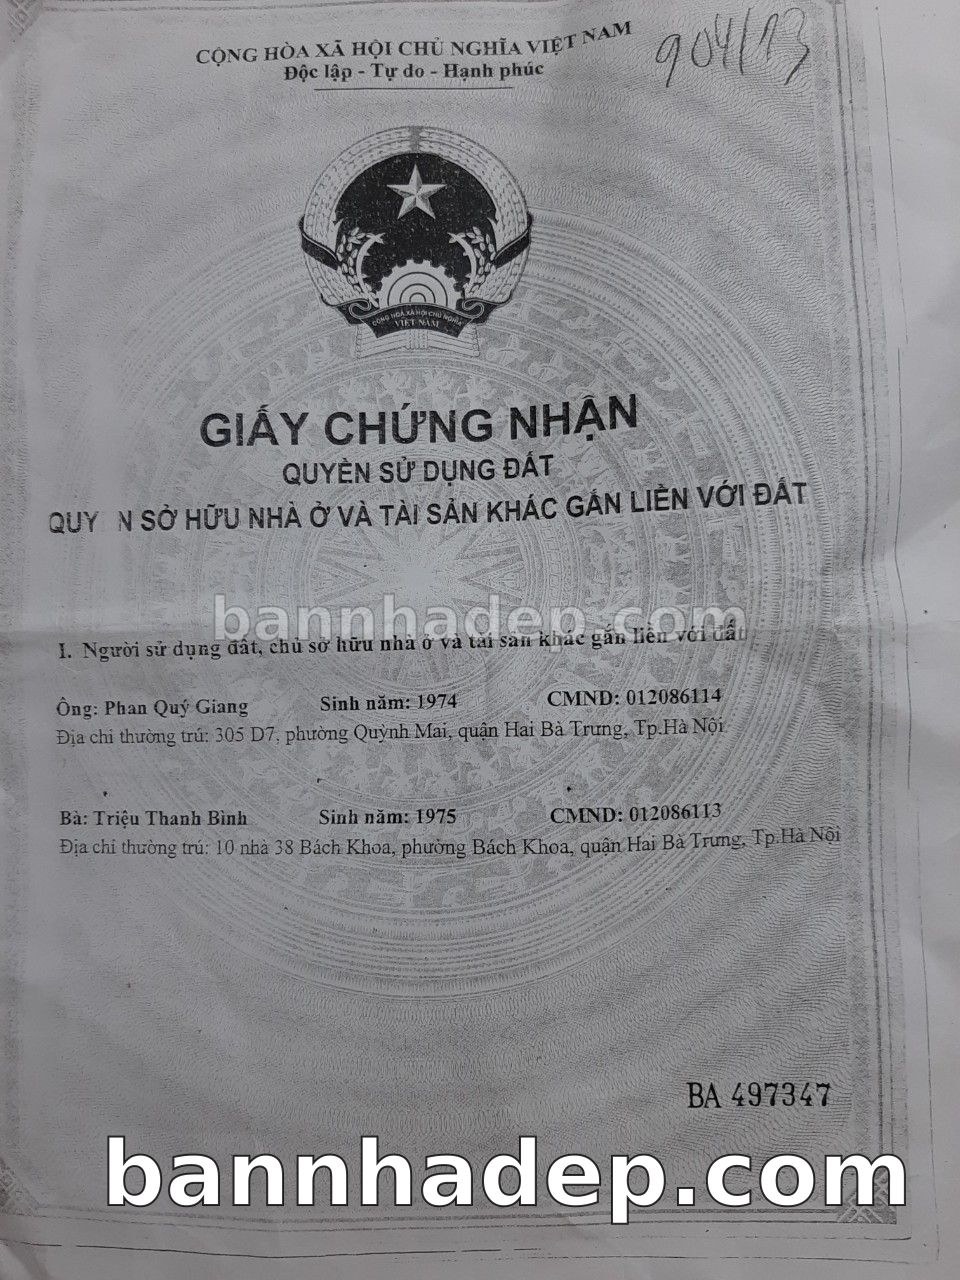 904/13
CỘNG HÒA XÃ HỘI CHỦ NGHĨA VIỆT NAM
Độc lập - Tự do - Hạnh phúc
CỘNG HOÀ XÃ HỘI CHỦ NGHĨA
VIỆT NAM
GIẤY CHỨNG NHẬN
QUYỀN SỬ DỤNG ĐẤT
QUY N SỞ HỮU NHÀ Ở VÀ TÀI SẢN KHÁC GẮN LIỀN VỚI ĐẤT
bannhadep.com
I. Người sử dụng đất, chủ sở hữu nhà ở và tài sản khác gắn liền với đất
Ông: Phan Quý Giang Sinh năm: 1974 CMND: 012086114
Địa chỉ thường trú: 305 D7, phường Quỳnh Mai, quận Hai Bà Trưng, Tp.Hà Nội
Bà: Triệu Thanh Bình Sinh năm: 1975 CMND: 012086113
Địa chỉ thường trú: 10 nhà 38 Bách Khoa, phường Bách Khoa, quận Hai Bà Trưng, Tp.Hà Nội
BA 497347
bannhadep.com